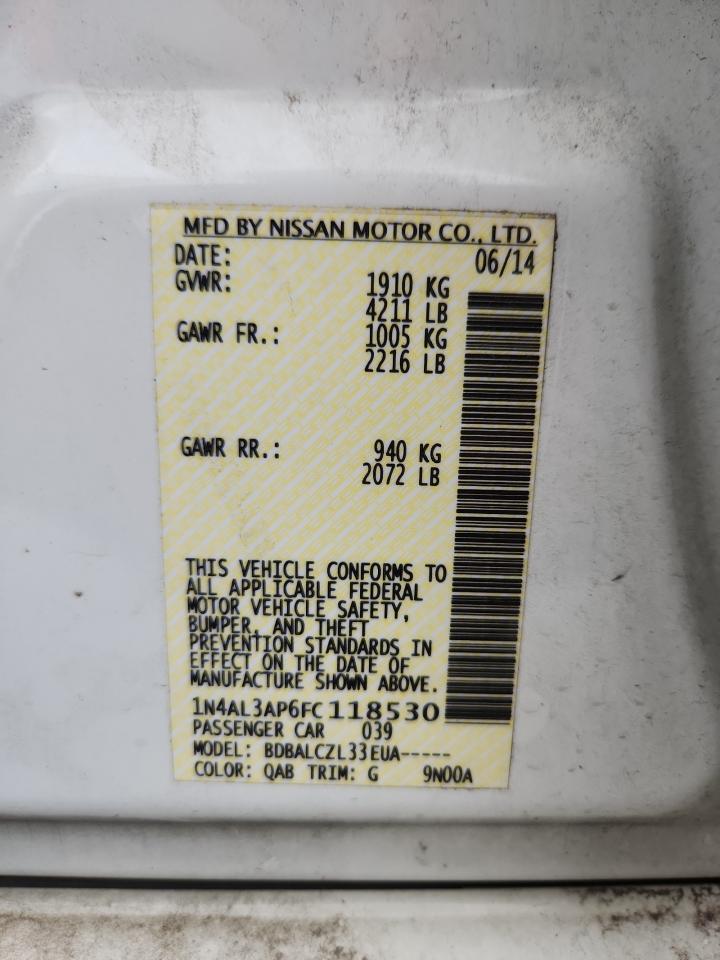 MFD BY NISSAN MOTOR CO., LTD.
DATE: 06/14
GVWR: 1910 KG
4211 LB
GAWR FR.: 1005 KG
2216 LB
GAWR RR.: 940 KG
2072 LB
THIS VEHICLE CONFORMS TO
ALL APPLICABLE FEDERAL
MOTOR VEHICLE SAFETY,
BUMPER, AND THEFT
PREVENTION STANDARDS IN
EFFECT ON THE DATE OF
MANUFACTURE SHOWN ABOVE.
1N4AL3AP6FC118530
PASSENGER CAR 039
MODEL: BDBALCZL33EUA-----
COLOR: QAB TRIM: G 9N00A